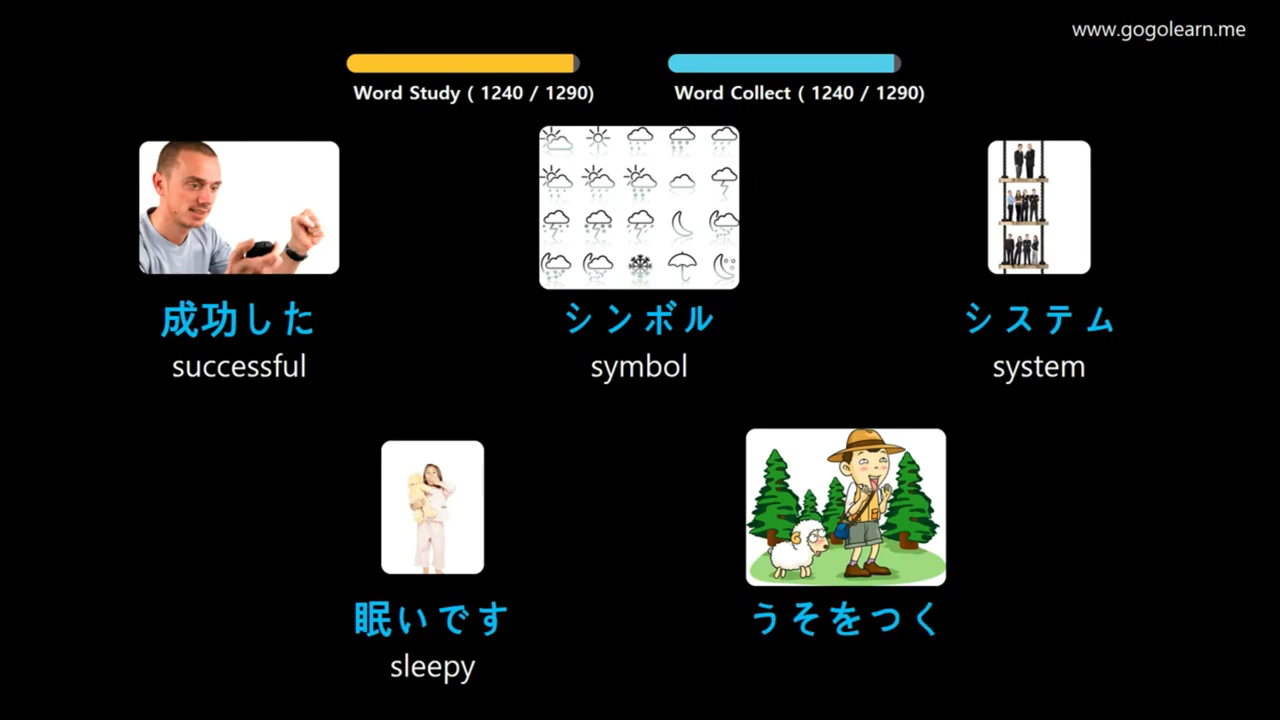 www.gogolearn.me
Word Study ( 1240 / 1290)
Word Collect ( 1240 / 1290)
成功した
successful
シンボル
symbol
システム
system
眠いです
sleepy
うそをつく